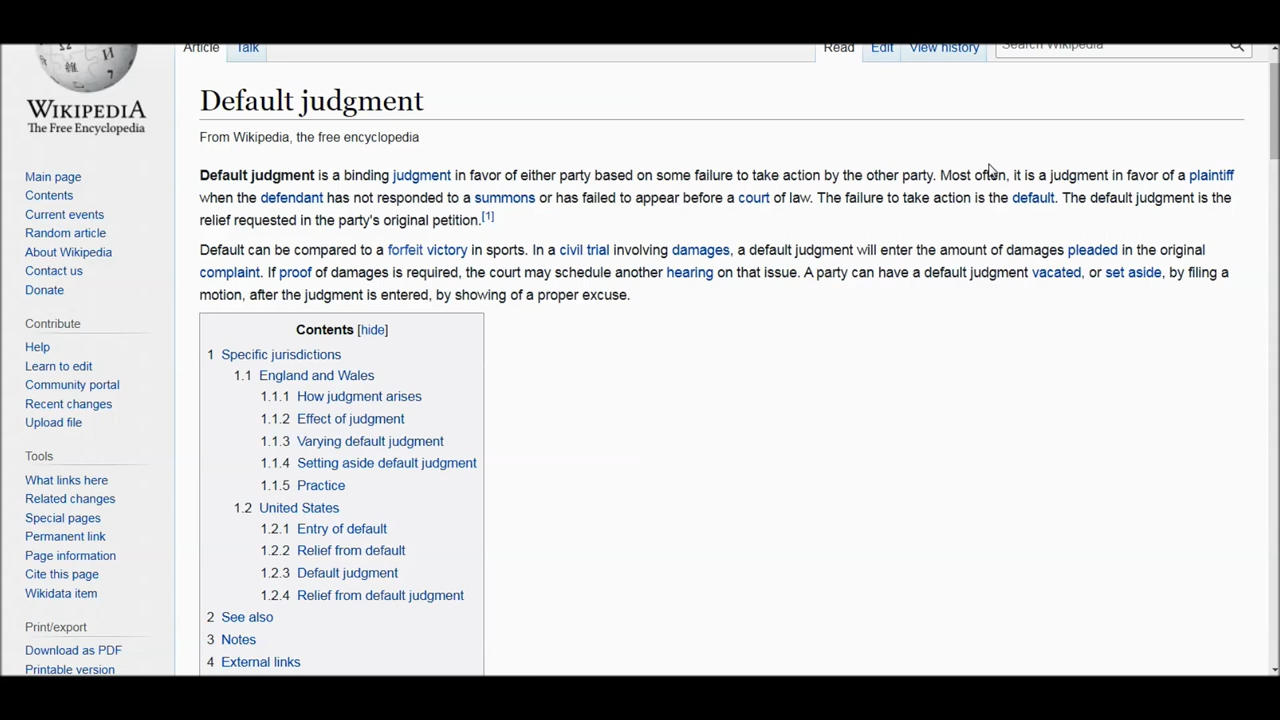 Article Talk Read Edit View history Search Wikipedia
WIKIPEDIA
The Free Encyclopedia
Main page
Contents
Current events
Random article
About Wikipedia
Contact us
Donate
Contribute
Help
Learn to edit
Community portal
Recent changes
Upload file
Tools
What links here
Related changes
Special pages
Permanent link
Page information
Cite this page
Wikidata item
Print/export
Download as PDF
Printable version
Default judgment
From Wikipedia, the free encyclopedia
Default judgment is a binding judgment in favor of either party based on some failure to take action by the other party. Most often, it is a judgment in favor of a plaintiff
when the defendant has not responded to a summons or has failed to appear before a court of law. The failure to take action is the default. The default judgment is the
relief requested in the party's original petition.[1]
Default can be compared to a forfeit victory in sports. In a civil trial involving damages, a default judgment will enter the amount of damages pleaded in the original
complaint. If proof of damages is required, the court may schedule another hearing on that issue. A party can have a default judgment vacated, or set aside, by filing a
motion, after the judgment is entered, by showing of a proper excuse.
Contents [hide]
1 Specific jurisdictions
1.1 England and Wales
1.1.1 How judgment arises
1.1.2 Effect of judgment
1.1.3 Varying default judgment
1.1.4 Setting aside default judgment
1.1.5 Practice
1.2 United States
1.2.1 Entry of default
1.2.2 Relief from default
1.2.3 Default judgment
1.2.4 Relief from default judgment
2 See also
3 Notes
4 External links